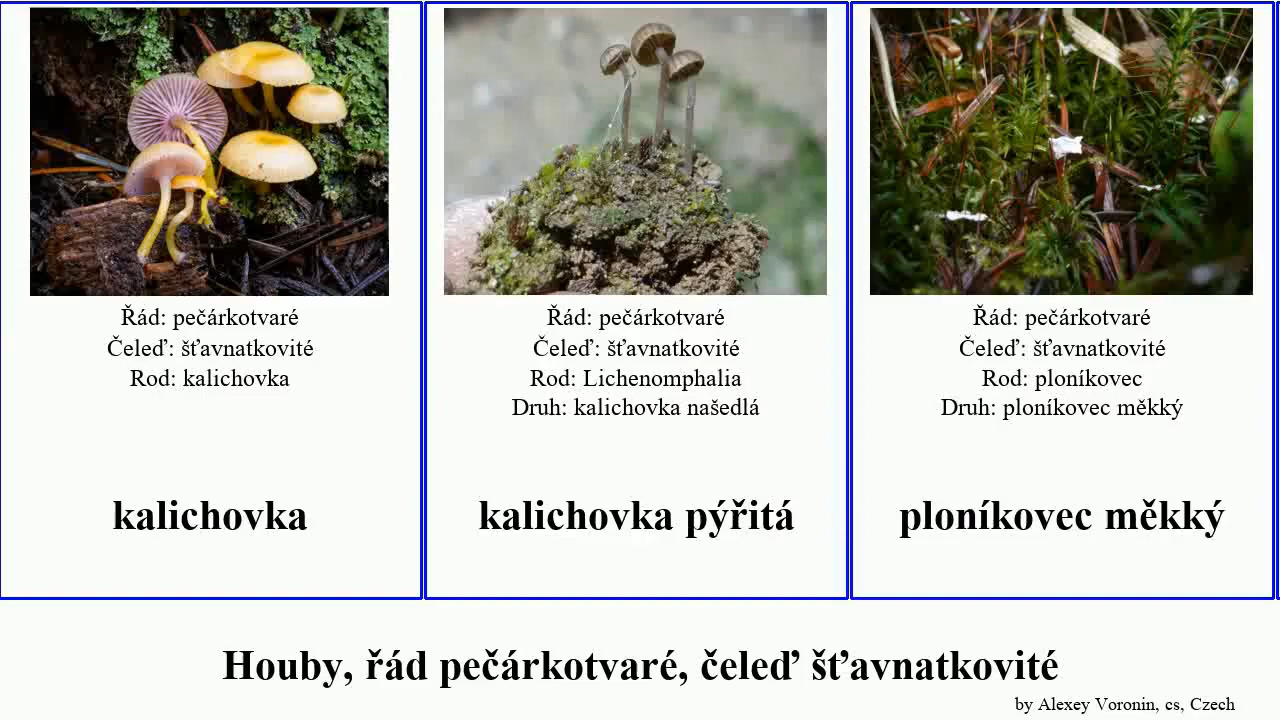 Řád: pečárkotvaré
Čeleď: šťavnatkovité
Rod: kalichovka
kalichovka
Řád: pečárkotvaré
Čeleď: šťavnatkovité
Rod: Lichenomphalia
Druh: kalichovka našedlá
kalichovka pýřitá
Řád: pečárkotvaré
Čeleď: šťavnatkovité
Rod: ploníkovec
Druh: ploníkovec měkký
ploníkovec měkký
Houby, řád pečárkotvaré, čeleď šťavnatkovité
by Alexey Voronin, cs, Czech